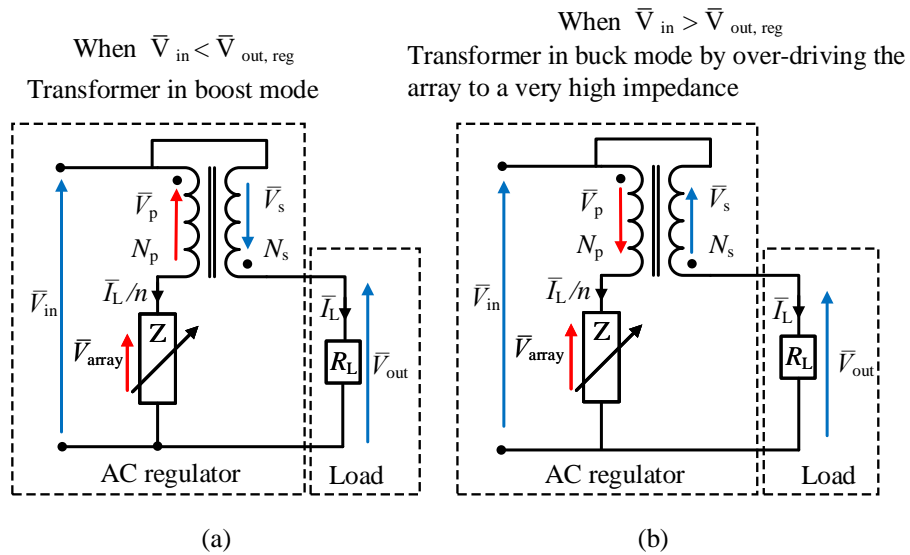 When V̅ in < V̅ out, reg
Transformer in boost mode
V̅p
V̅s
Np
Ns
V̅in
I̅L/n
I̅L
Z
V̅array
RL
V̅out
AC regulator
Load
(a)
When V̅ in > V̅ out, reg
Transformer in buck mode by over-driving the
array to a very high impedance
V̅p
V̅s
Np
Ns
V̅in
I̅L/n
I̅L
Z
V̅array
RL
V̅out
AC regulator
Load
(b)